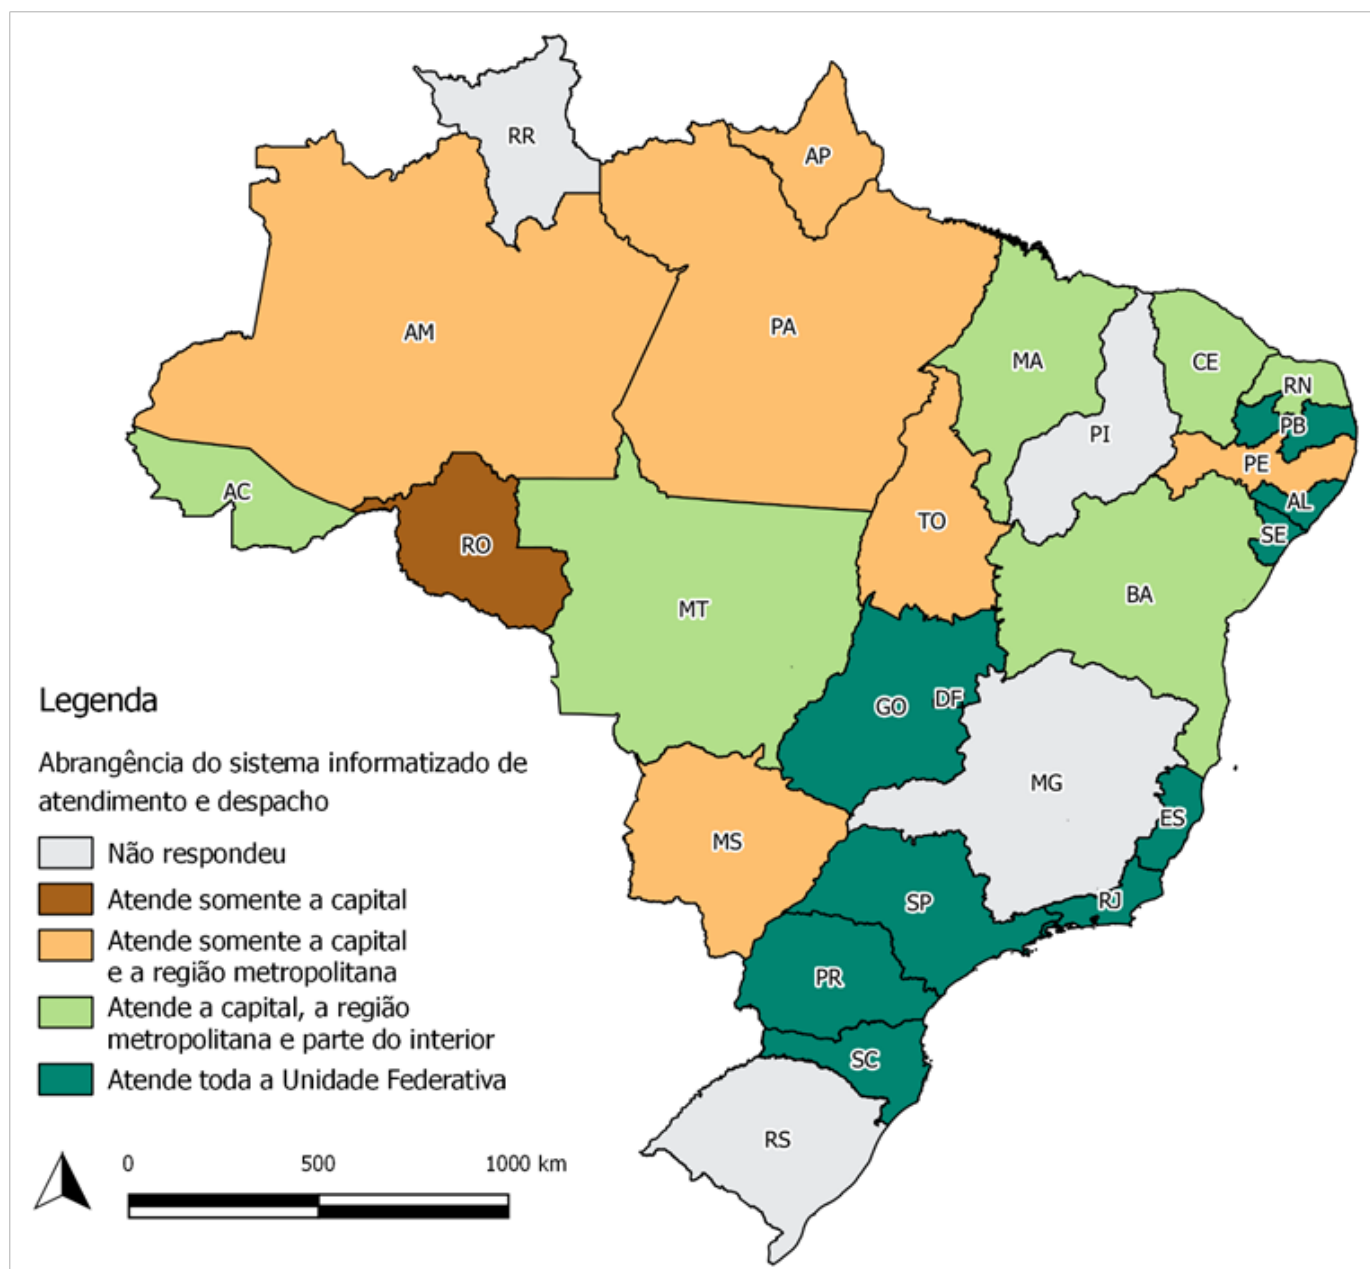 RR
AP
AM
PA
MA
CE
RN
PB
PI
PE
AL
SE
AC
RO
TO
BA
MT
GO
DF
MG
ES
MS
SP
RJ
PR
SC
RS
Legenda
Abrangência do sistema informatizado de
atendimento e despacho
Não respondeu
Atende somente a capital
Atende somente a capital
e a região metropolitana
Atende a capital, a região
metropolitana e parte do interior
Atende toda a Unidade Federativa
0 500 1000 km